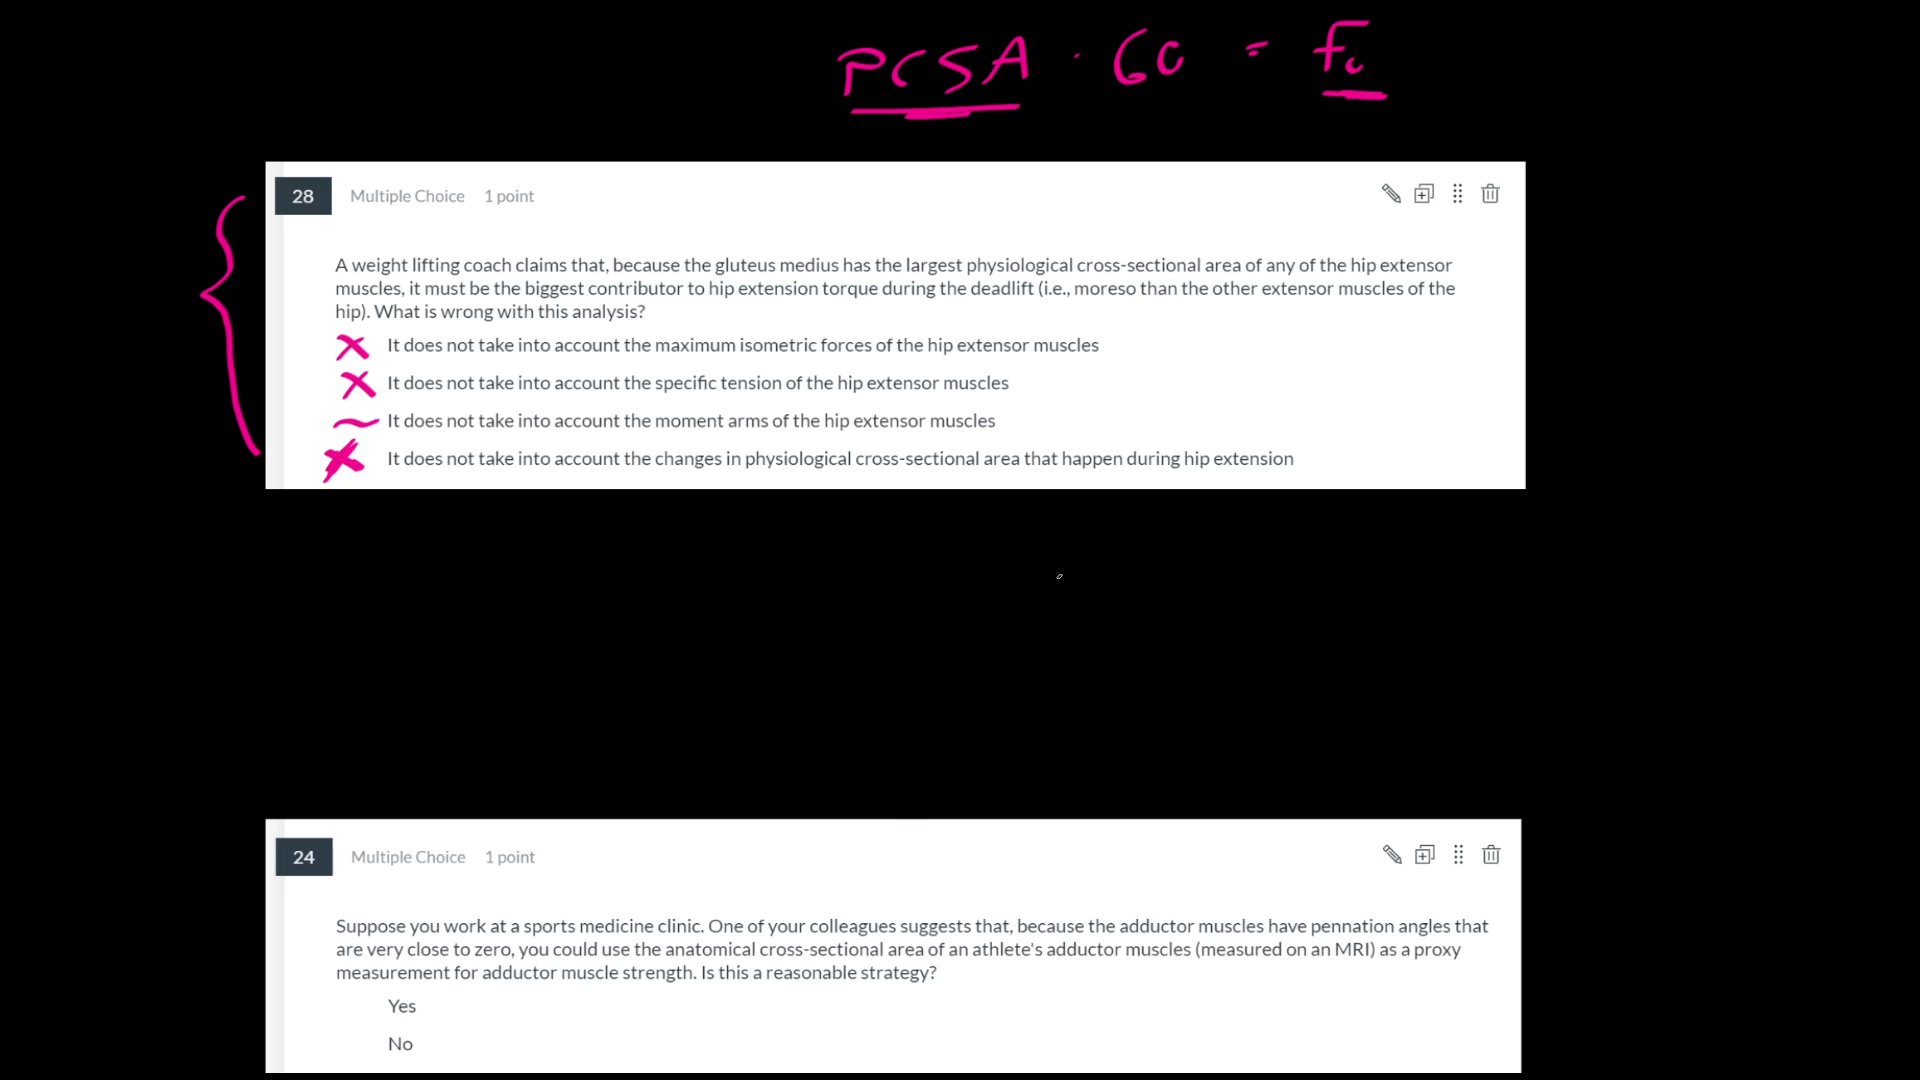 PCSA · 60 = Fo
28 Multiple Choice 1 point
A weight lifting coach claims that, because the gluteus medius has the largest physiological cross-sectional area of any of the hip extensor
muscles, it must be the biggest contributor to hip extension torque during the deadlift (i.e., moreso than the other extensor muscles of the
hip). What is wrong with this analysis?
It does not take into account the maximum isometric forces of the hip extensor muscles
It does not take into account the specific tension of the hip extensor muscles
It does not take into account the moment arms of the hip extensor muscles
It does not take into account the changes in physiological cross-sectional area that happen during hip extension
24 Multiple Choice 1 point
Suppose you work at a sports medicine clinic. One of your colleagues suggests that, because the adductor muscles have pennation angles that
are very close to zero, you could use the anatomical cross-sectional area of an athlete's adductor muscles (measured on an MRI) as a proxy
measurement for adductor muscle strength. Is this a reasonable strategy?
Yes
No